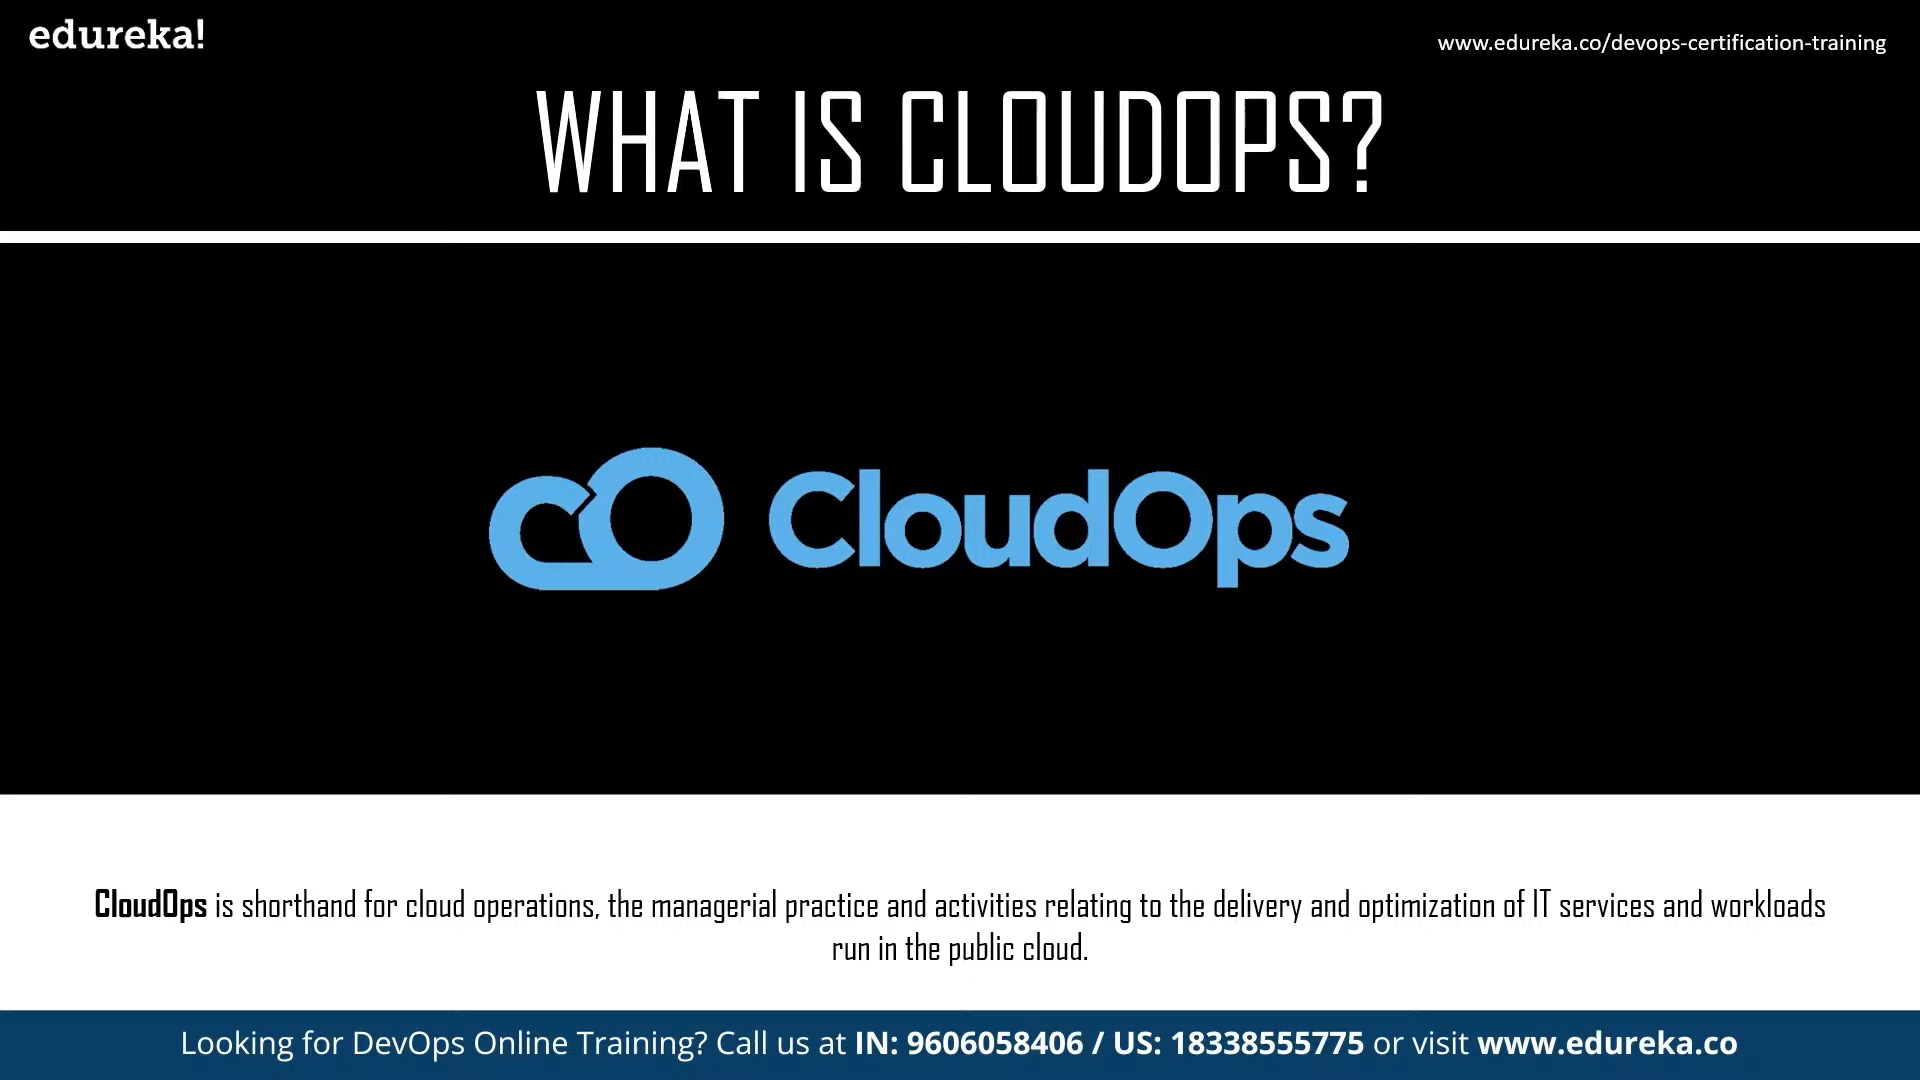 edureka!
www.edureka.co/devops-certification-training
WHAT IS CLOUDOPS?
CloudOps
CloudOps is shorthand for cloud operations, the managerial practice and activities relating to the delivery and optimization of IT services and workloads
run in the public cloud.
Looking for DevOps Online Training? Call us at IN: 9606058406 / US: 18338555775 or visit www.edureka.co